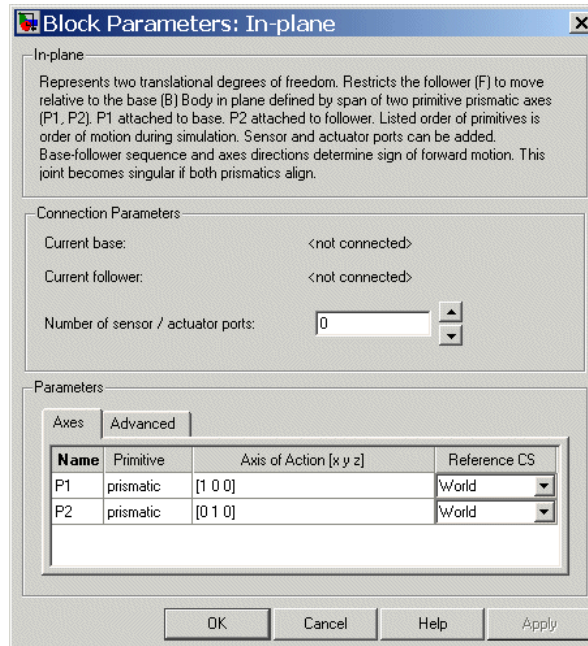 Block Parameters: In-plane
In-plane
Represents two translational degrees of freedom. Restricts the follower (F) to move
relative to the base (B) Body in plane defined by span of two primitive prismatic axes
(P1, P2). P1 attached to base. P2 attached to follower. Listed order of primitives is
order of motion during simulation. Sensor and actuator ports can be added.
Base-follower sequence and axes directions determine sign of forward motion. This
joint becomes singular if both prismatics align.
Connection Parameters
Current base: <not connected>
Current follower: <not connected>
Number of sensor / actuator ports: 0
Parameters
Axes Advanced
Name Primitive Axis of Action [x y z] Reference CS
P1 prismatic [1 0 0] World
P2 prismatic [0 1 0] World
OK Cancel Help Apply